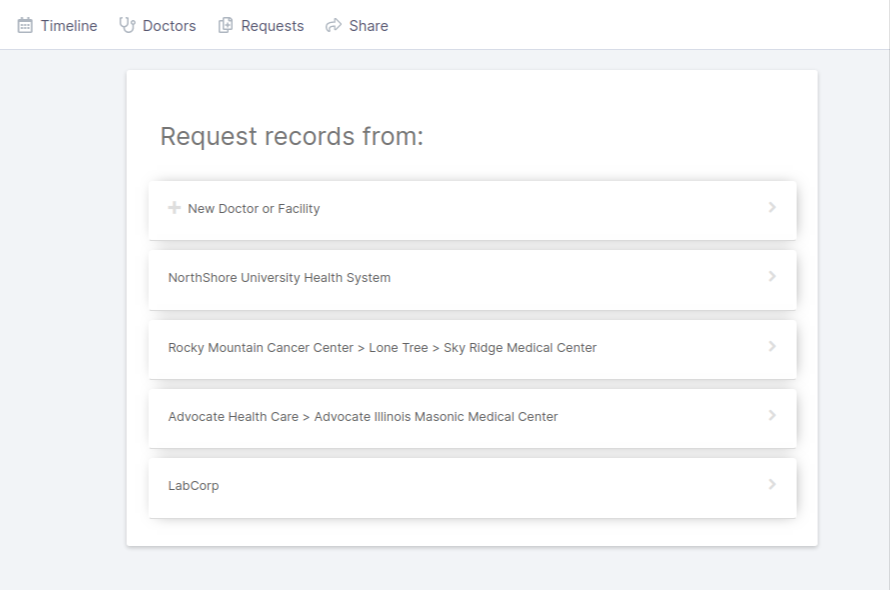 Timeline Doctors Requests Share
Request records from:
New Doctor or Facility
NorthShore University Health System
Rocky Mountain Cancer Center > Lone Tree > Sky Ridge Medical Center
Advocate Health Care > Advocate Illinois Masonic Medical Center
LabCorp